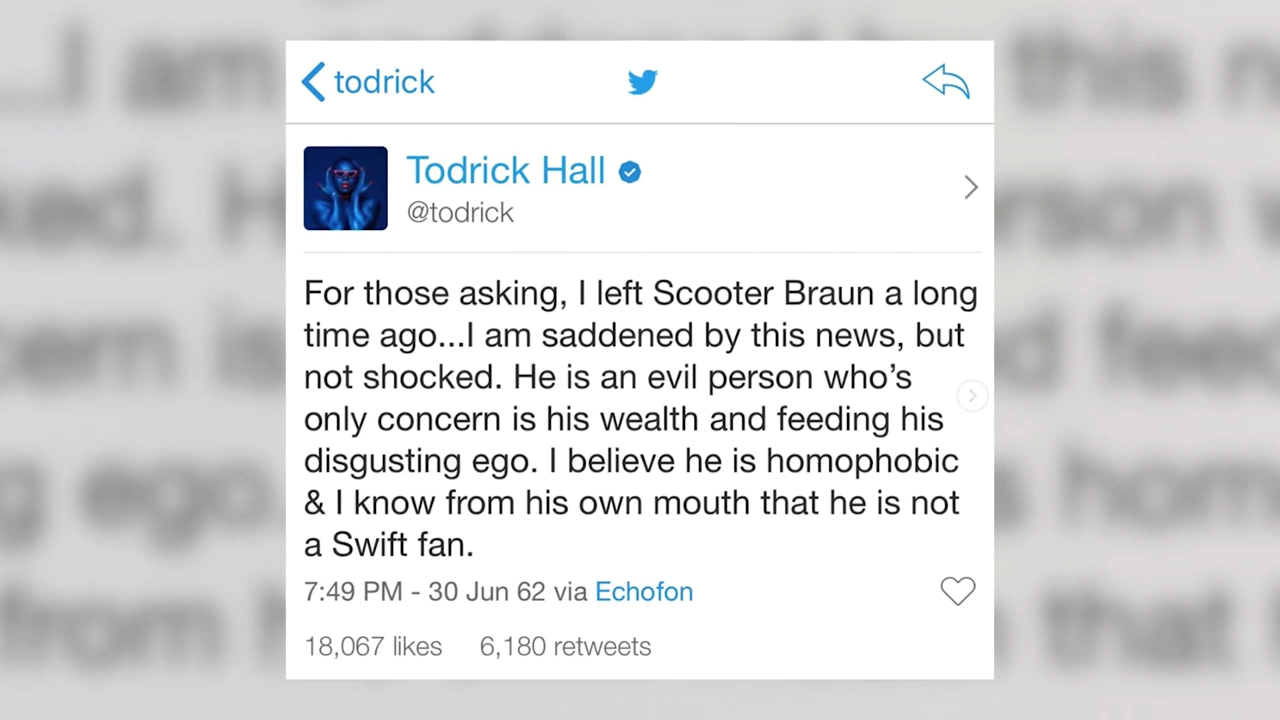 todrick
Todrick Hall
@todrick
For those asking, I left Scooter Braun a long
time ago...I am saddened by this news, but
not shocked. He is an evil person who’s
only concern is his wealth and feeding his
disgusting ego. I believe he is homophobic
& I know from his own mouth that he is not
a Swift fan.
7:49 PM - 30 Jun 62 via Echofon
18,067 likes 6,180 retweets